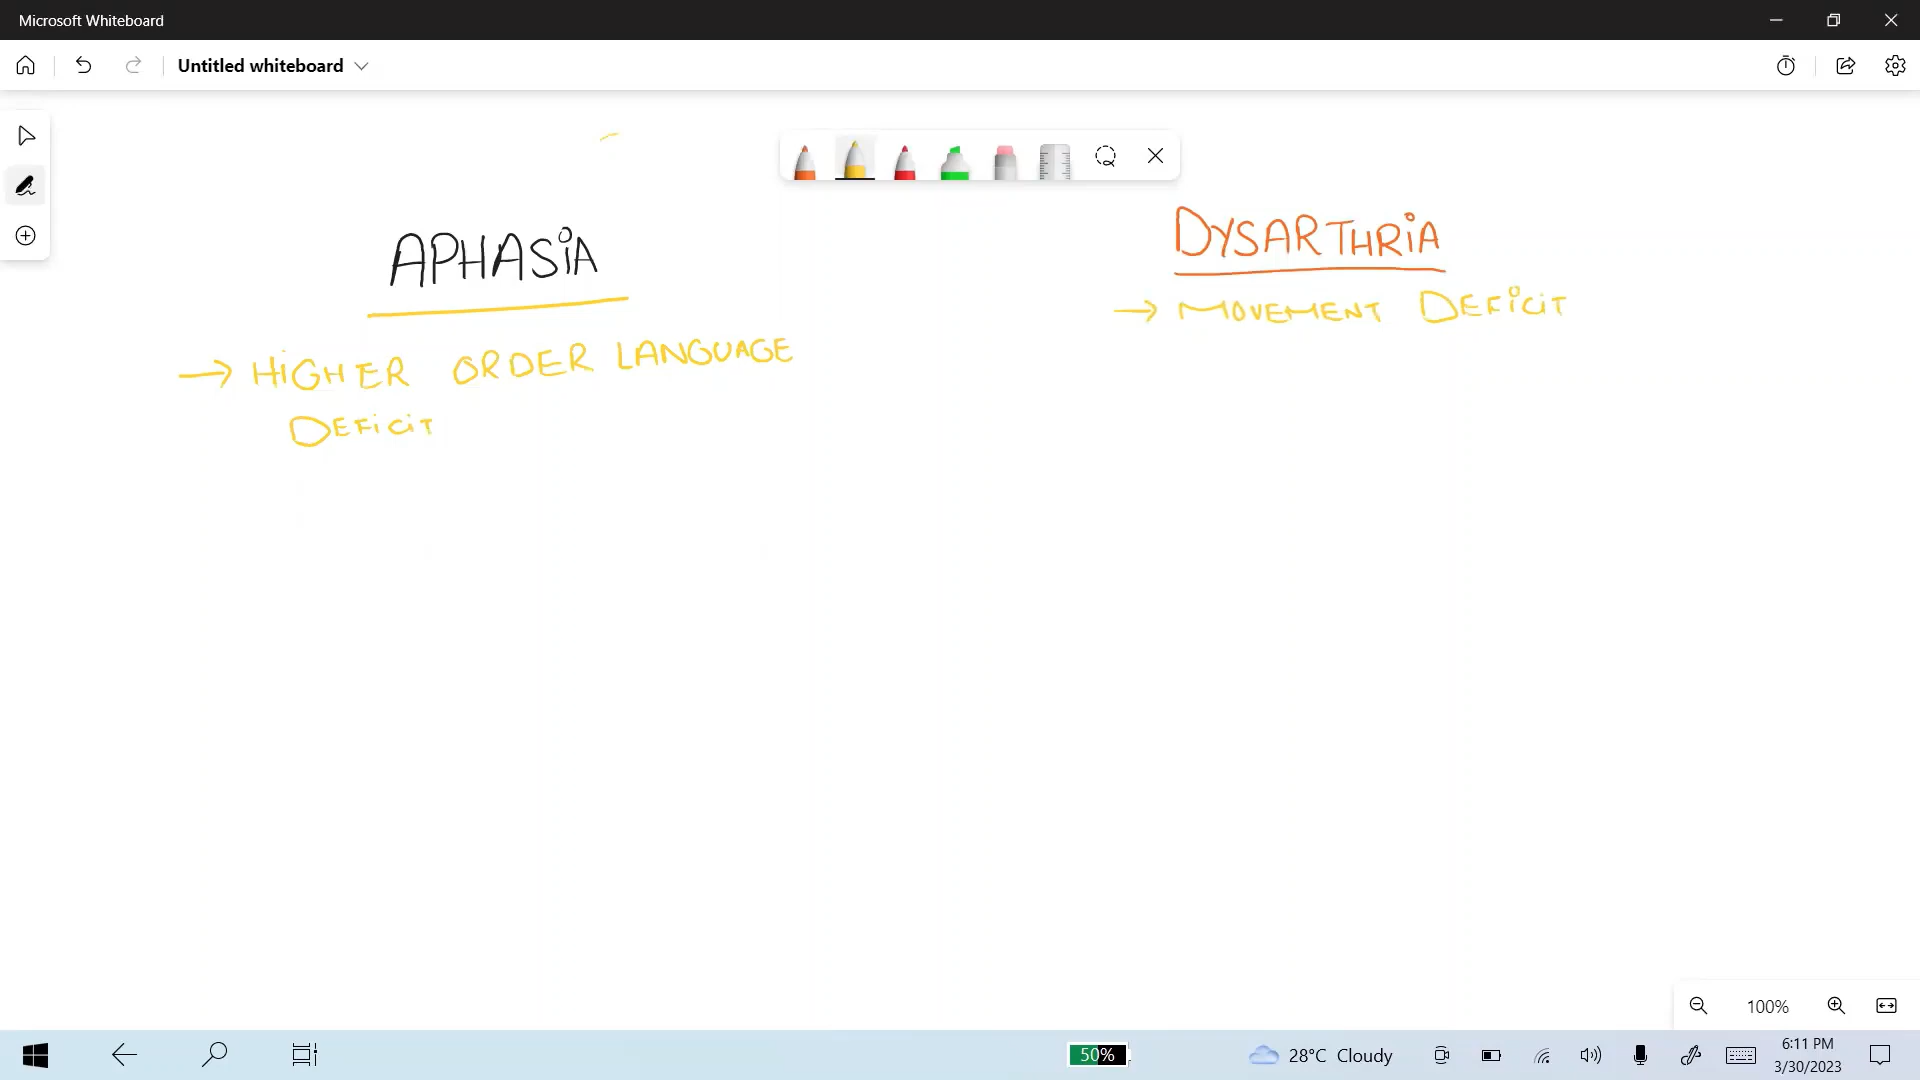 Microsoft Whiteboard
Untitled whiteboard
APHASiA
→ HiGHER ORDER LANGUAGE
DEFiCiT
DYSARTHRiA
→ MOVEMENT DEFiCiT
100%
50%
28°C Cloudy
6:11 PM
3/30/2023